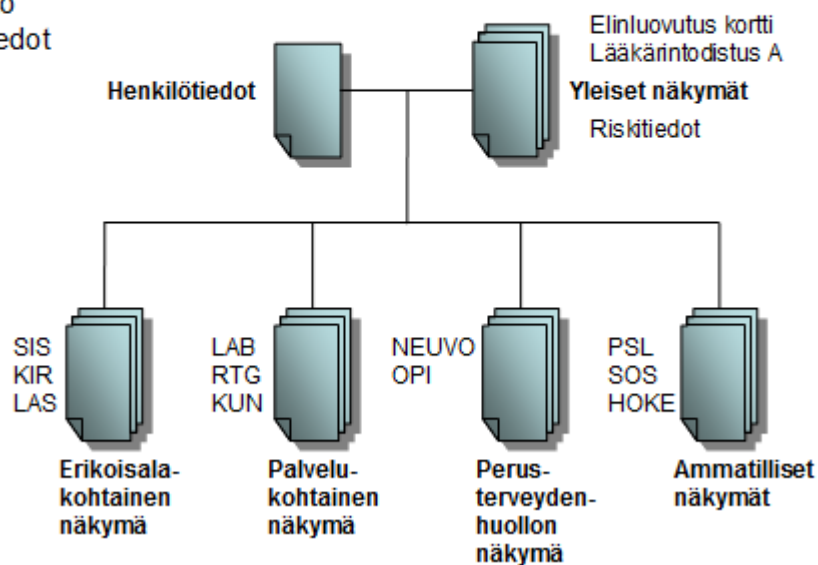 Elinluovutus kortti
Lääkärintodistus A
Henkilötiedot
Yleiset näkymät
Riskitiedot
SIS
KIR
LAS
Erikoisala-
kohtainen
näkymä
LAB
RTG
KUN
Palvelu-
kohtainen
näkymä
NEUVO
OPI
Perus-
terveyden-
huollon
näkymä
PSL
SOS
HOKE
Ammatilliset
näkymät